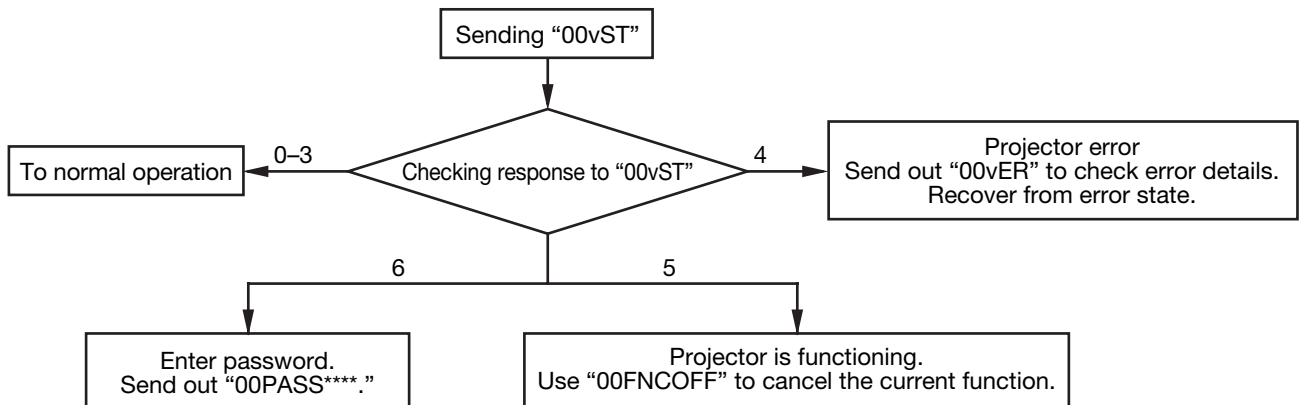 Sending “00vST”
0–3
4
To normal operation
Checking response to “00vST”
Projector error
Send out “00vER” to check error details.
Recover from error state.
6
5
Enter password.
Send out “00PASS****.”
Projector is functioning.
Use “00FNCOFF” to cancel the current function.